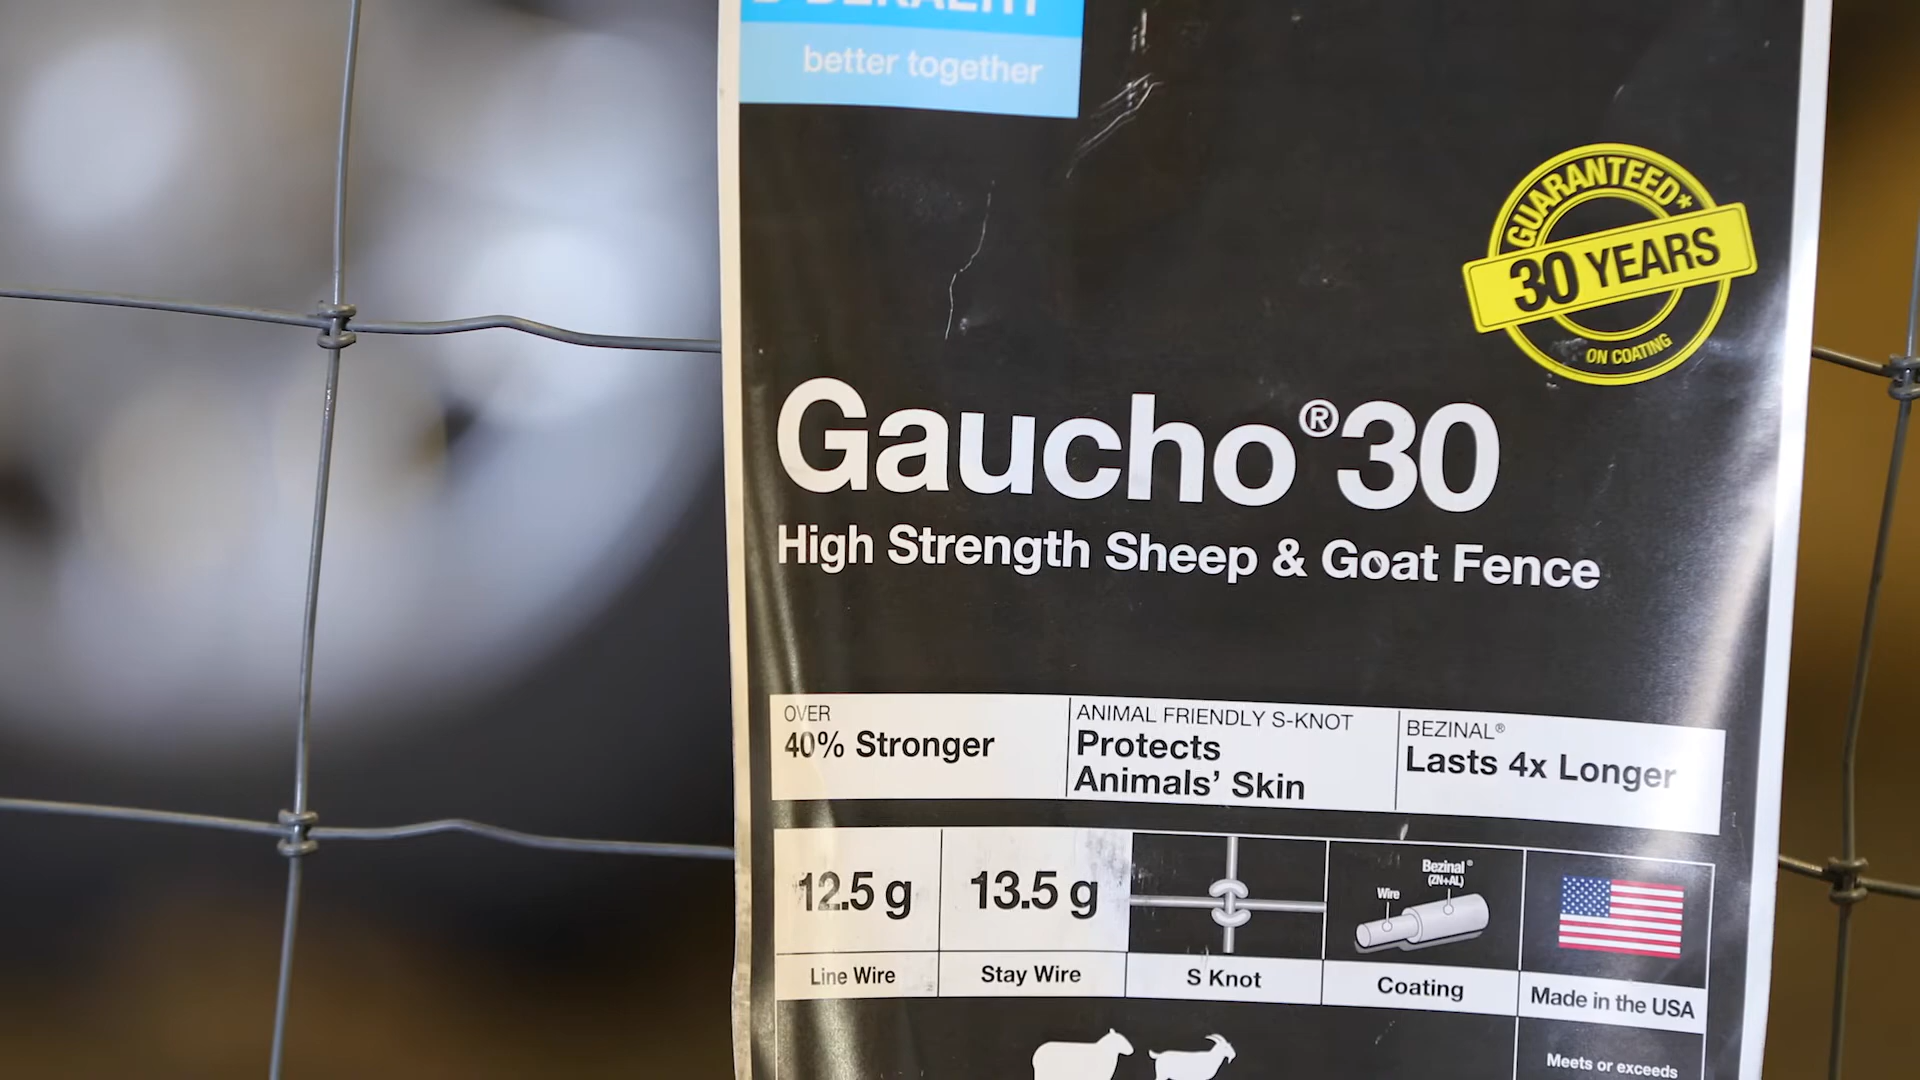 better together
GUARANTEED*
30 YEARS
ON COATING
Gaucho®30
High Strength Sheep & Goat Fence
OVER
40% Stronger
ANIMAL FRIENDLY S-KNOT
Protects
Animals’ Skin
BEZINAL®
Lasts 4x Longer
12.5 g
Line Wire
13.5 g
Stay Wire
S Knot
Wire
Bezinal®
(ZN+AL)
Coating
Made in the USA
Meets or exceeds